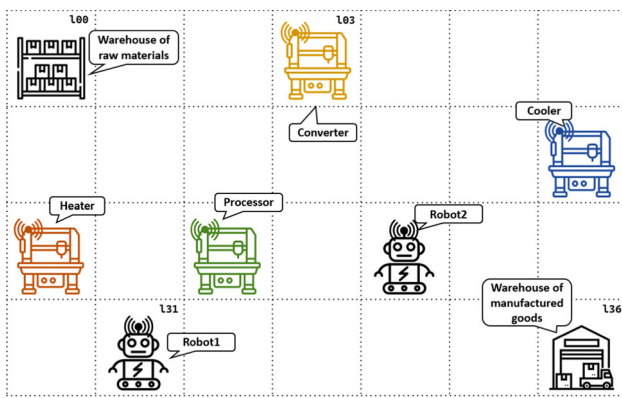 l00
Warehouse of
raw materials
l03
Converter
Cooler
Heater
Processor
Robot2
Warehouse of
manufactured
goods
l36
l31
Robot1